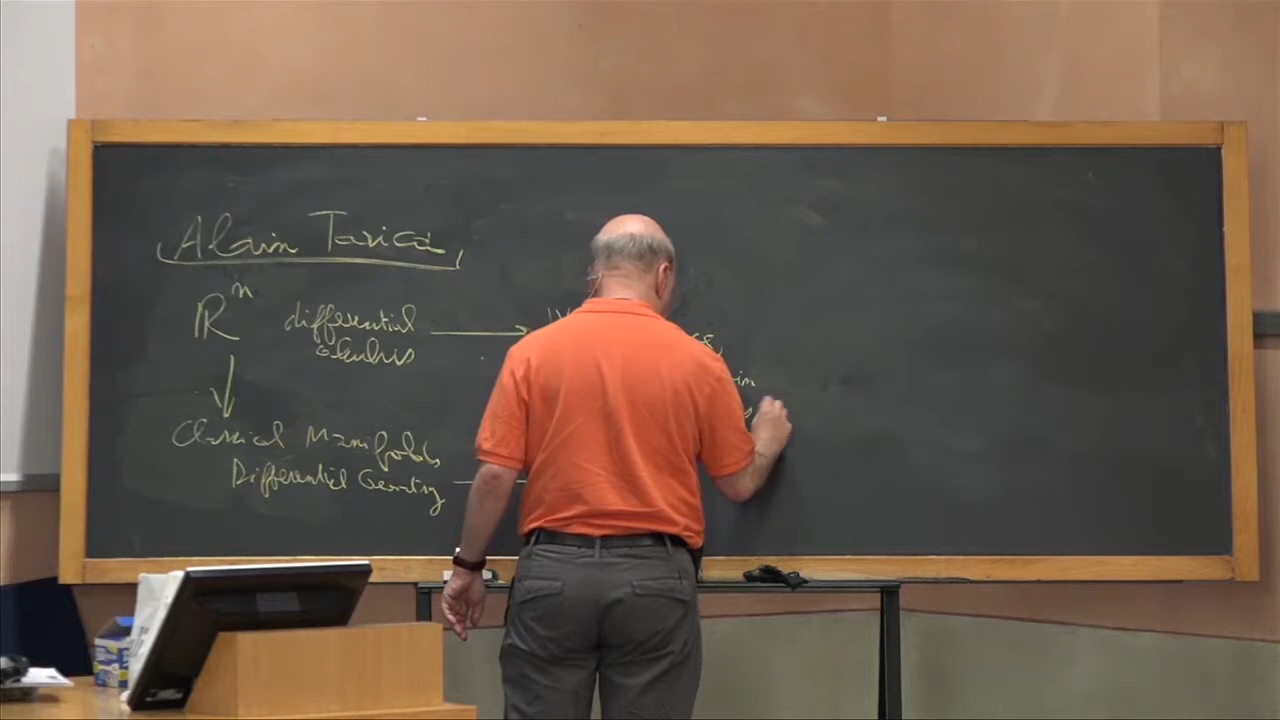 Alain Tarica
ℝⁿ differential
calculus
Classical Manifolds
Differential Geometry